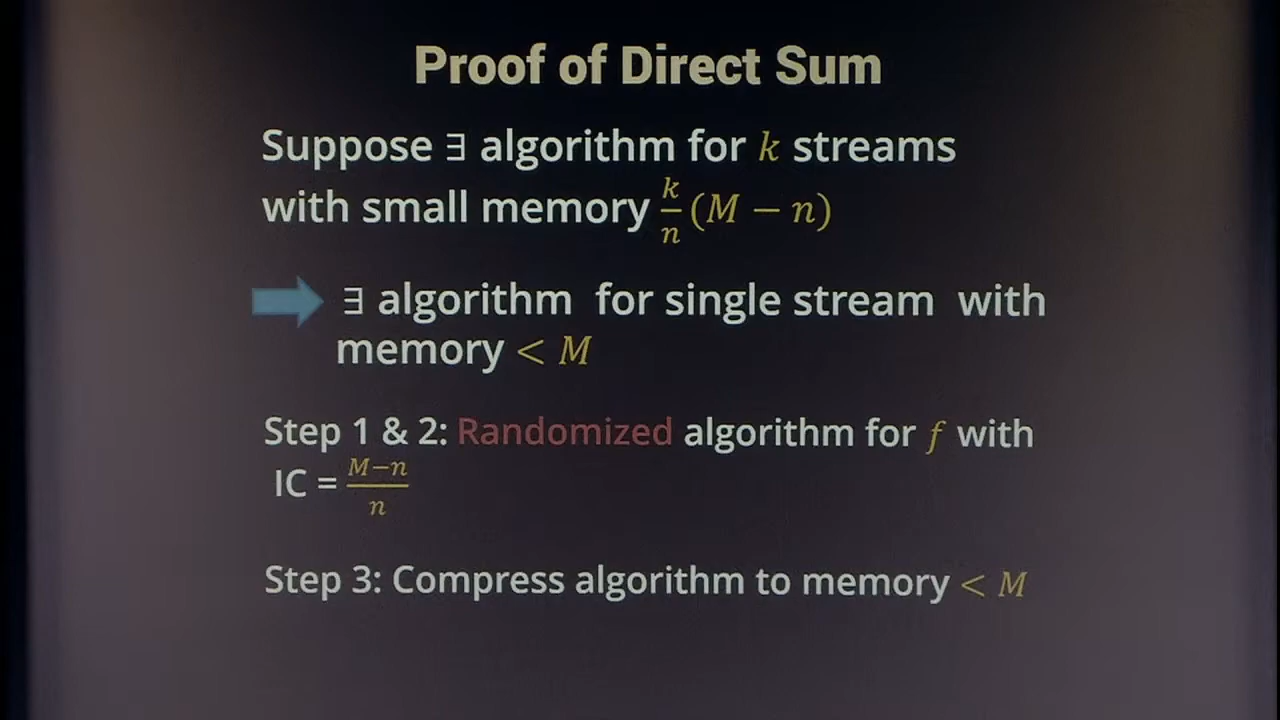 Proof of Direct Sum
Suppose ∃ algorithm for k streams
with small memory k/n (M − n)
∃ algorithm for single stream with
memory < M
Step 1 & 2: Randomized algorithm for f with
IC = M−n/n
Step 3: Compress algorithm to memory < M